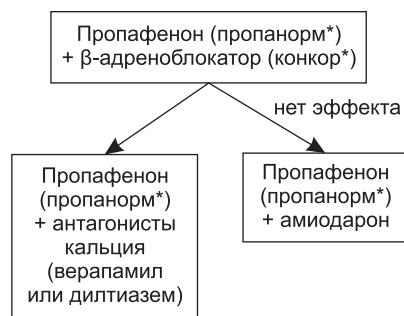 Пропафенон (пропанорм*)
+ β-адреноблокатор (конкор*)
нет эффекта
Пропафенон
(пропанорм*)
+ антагонисты
кальция
(верапамил
или дилтиазем)
Пропафенон
(пропанорм*)
+ амиодарон